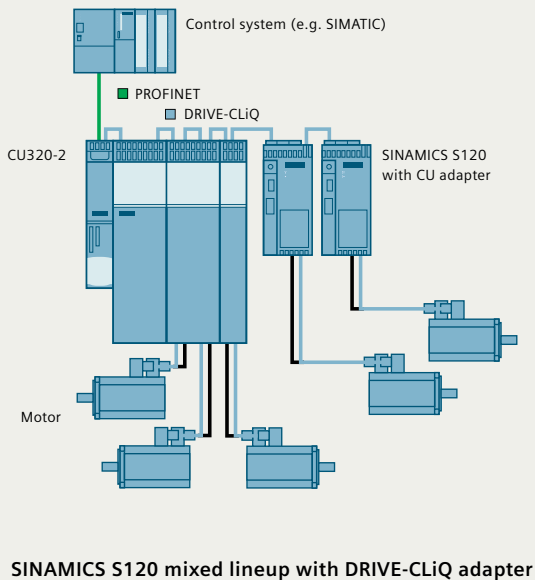 Control system (e.g. SIMATIC)
PROFINET
DRIVE-CLiQ
CU320-2
SINAMICS S120
with CU adapter
Motor
SINAMICS S120 mixed lineup with DRIVE-CLiQ adapter